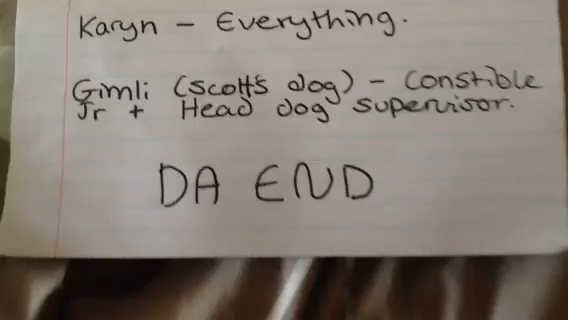 Karyn - Everything.
Gimli (Scott's dog) - Constible
Jr + Head dog supervisor.
DA END